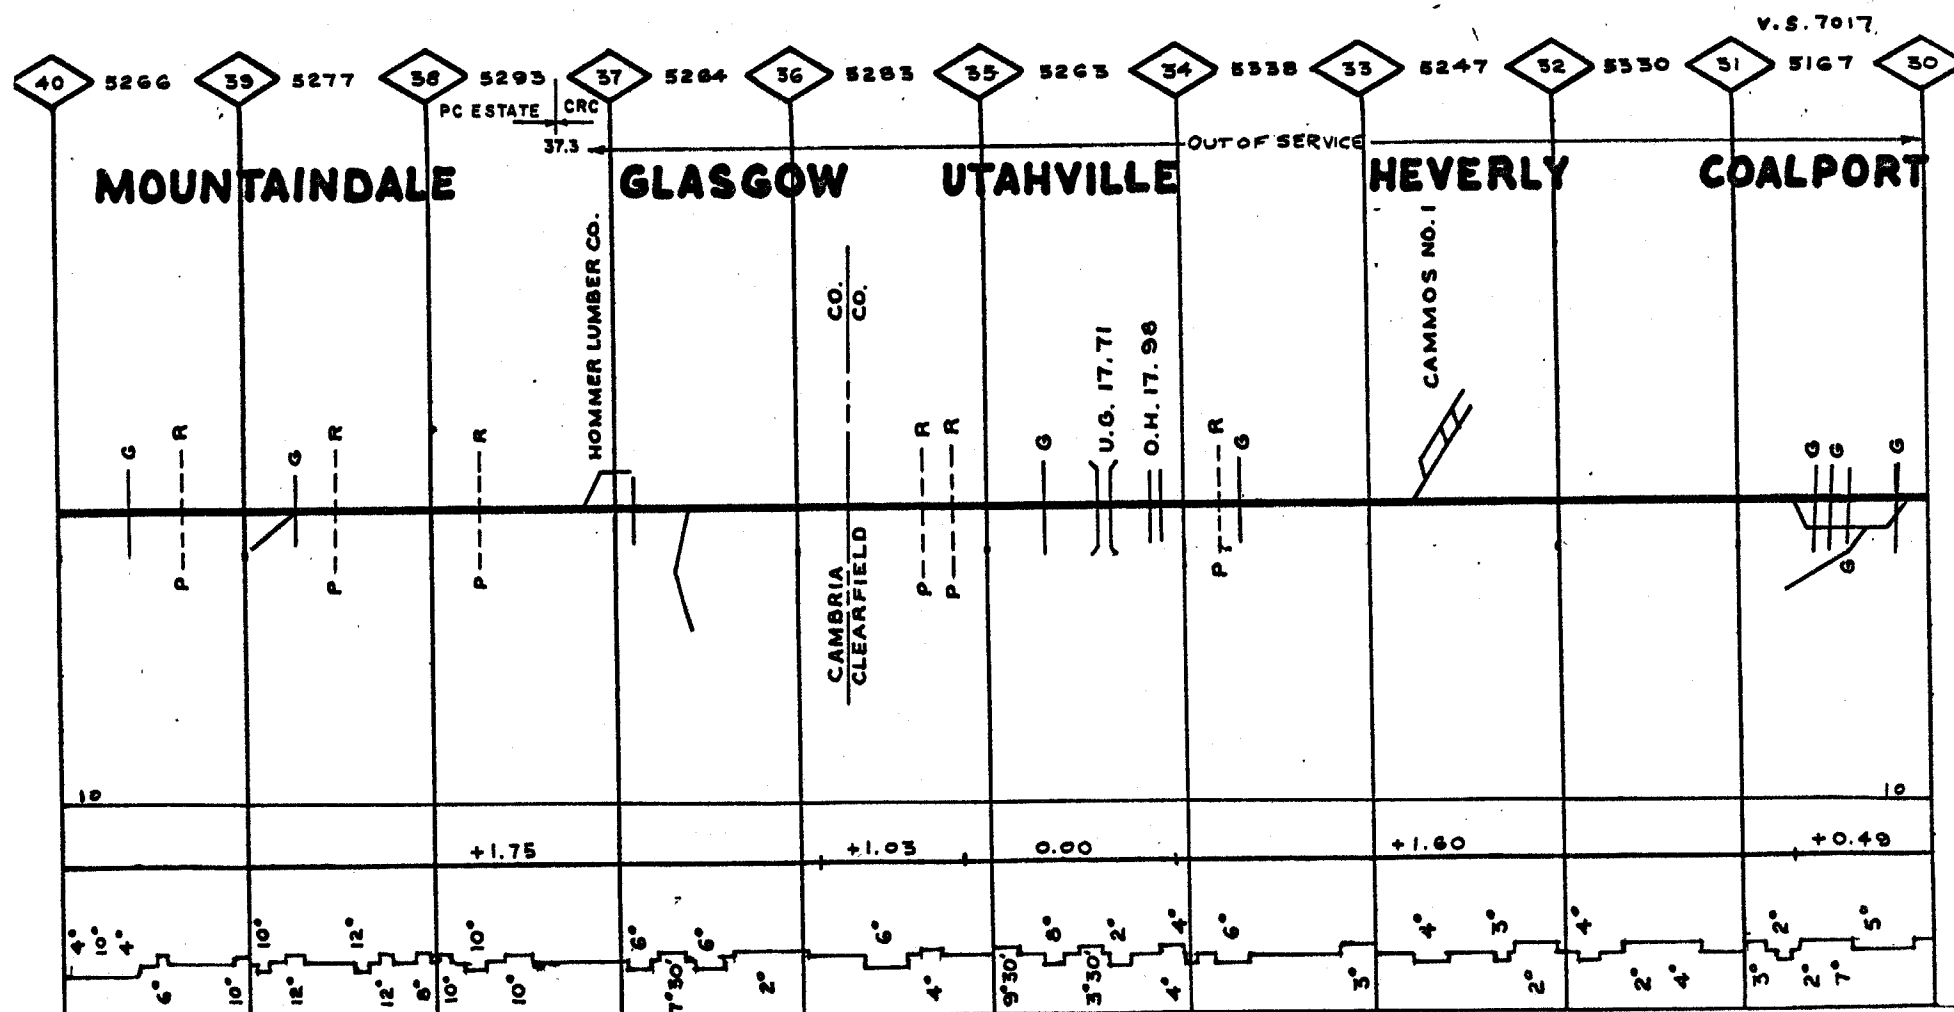 V.S. 7017
40 5266 39 5277 38 5293 37 5264 36 5283 35 5263 34 5338 33 5247 32 5330 31 5167 30
PC ESTATE CRC
37.3 OUT OF SERVICE
MOUNTAINDALE GLASGOW UTAHVILLE HEVERLY COALPORT
HOMMER LUMBER CO.
CAMMOS NO. 1
CO.
CO.
U.G. 17.71
O.H. 17.98
G R G R R R R G R G G G G
P P P P P P G
CAMBRIA
CLEARFIELD
10 10
+1.75 +1.03 0.00 +1.60 +0.49
4° 10° 4° 10° 12° 10° 6° 6° 6° 8° 2° 4° 6° 4° 3° 4° 2° 5°
6° 10° 12° 12° 8° 10° 10° 7°30' 2° 4° 9°30' 3°30' 4° 3° 2° 2° 4° 3° 2° 7°